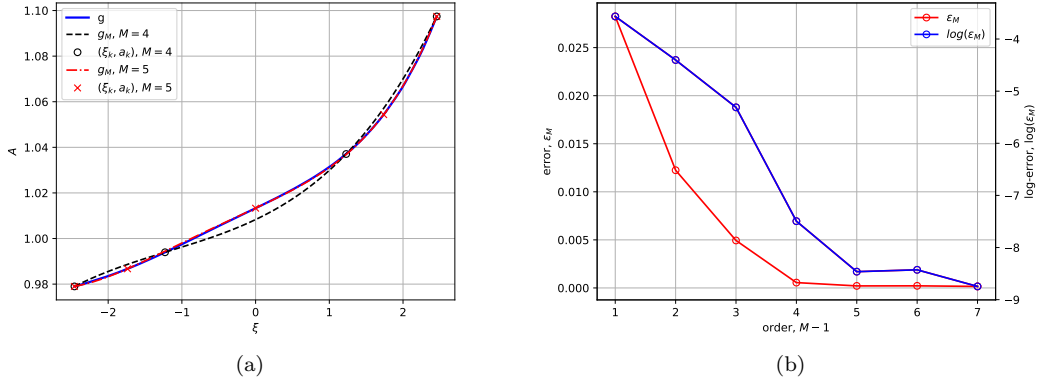 1.10
1.08
1.06
1.04
1.02
1.00
0.98
A
g
g_M, M = 4
(ξ_k, a_k), M = 4
g_M, M = 5
(ξ_k, a_k), M = 5
−2 −1 0 1 2
ξ
(a)
0.025
0.020
0.015
0.010
0.005
0.000
error, ε_M
ε_M
log(ε_M)
−4
−5
−6
−7
−8
−9
log-error, log(ε_M)
1 2 3 4 5 6 7
order, M − 1
(b)